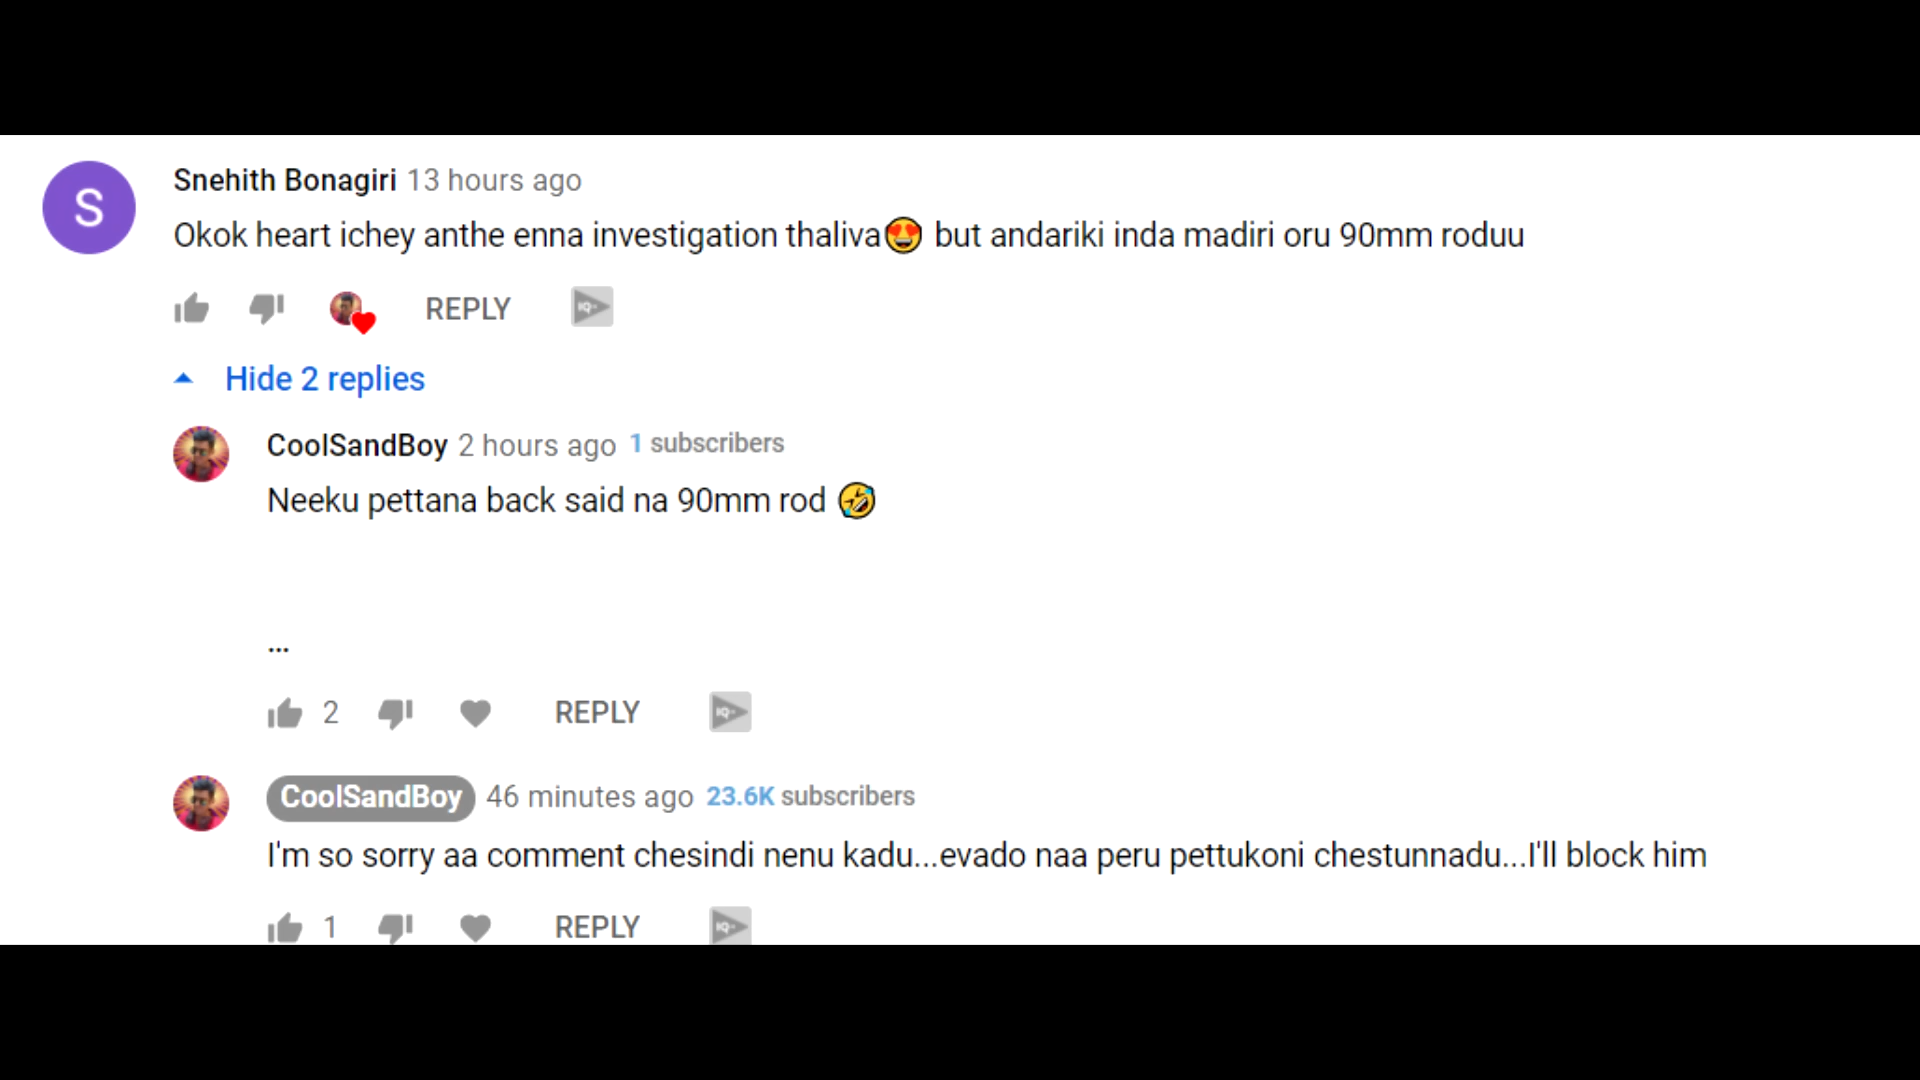 S
Snehith Bonagiri 13 hours ago
Okok heart ichey anthe enna investigation thaliva😍 but andariki inda madiri oru 90mm roduu
REPLY IQ
Hide 2 replies
CoolSandBoy 2 hours ago 1 subscribers
Neeku pettana back said na 90mm rod 🤣
...
2 REPLY IQ
CoolSandBoy 46 minutes ago 23.6K subscribers
I'm so sorry aa comment chesindi nenu kadu...evado naa peru pettukoni chestunnadu...I'll block him
1 REPLY IQ